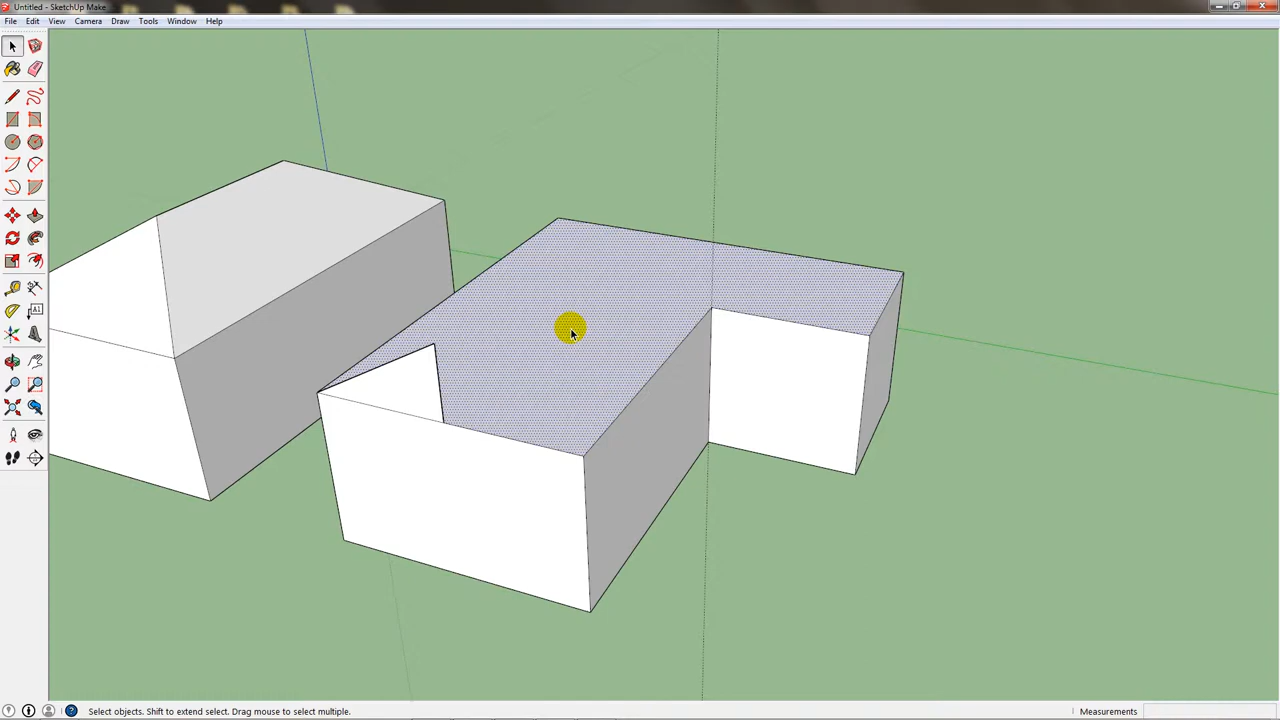 Untitled - SketchUp Make
File Edit View Camera Draw Tools Window Help
A1
Select objects. Shift to extend select. Drag mouse to select multiple.
Measurements